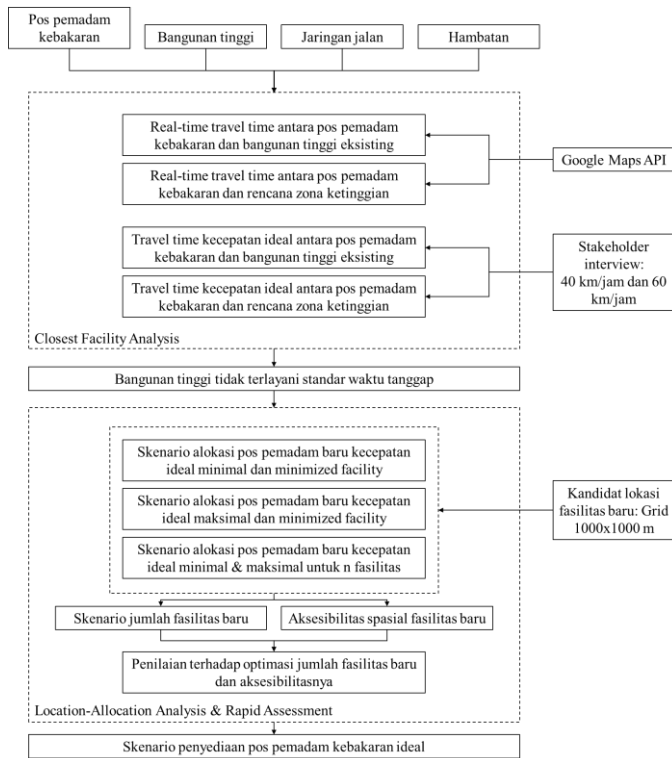 Pos pemadam
kebakaran
Bangunan tinggi
Jaringan jalan
Hambatan
Real-time travel time antara pos pemadam
kebakaran dan bangunan tinggi eksisting
Real-time travel time antara pos pemadam
kebakaran dan rencana zona ketinggian
Google Maps API
Travel time kecepatan ideal antara pos pemadam
kebakaran dan bangunan tinggi eksisting
Travel time kecepatan ideal antara pos pemadam
kebakaran dan rencana zona ketinggian
Stakeholder
interview:
40 km/jam dan 60
km/jam
Closest Facility Analysis
Bangunan tinggi tidak terlayani standar waktu tanggap
Skenario alokasi pos pemadam baru kecepatan
ideal minimal dan minimized facility
Skenario alokasi pos pemadam baru kecepatan
ideal maksimal dan minimized facility
Skenario alokasi pos pemadam baru kecepatan
ideal minimal & maksimal untuk n fasilitas
Kandidat lokasi
fasilitas baru: Grid
1000x1000 m
Skenario jumlah fasilitas baru
Aksesibilitas spasial fasilitas baru
Penilaian terhadap optimasi jumlah fasilitas baru
dan aksesibilitasnya
Location-Allocation Analysis & Rapid Assessment
Skenario penyediaan pos pemadam kebakaran ideal